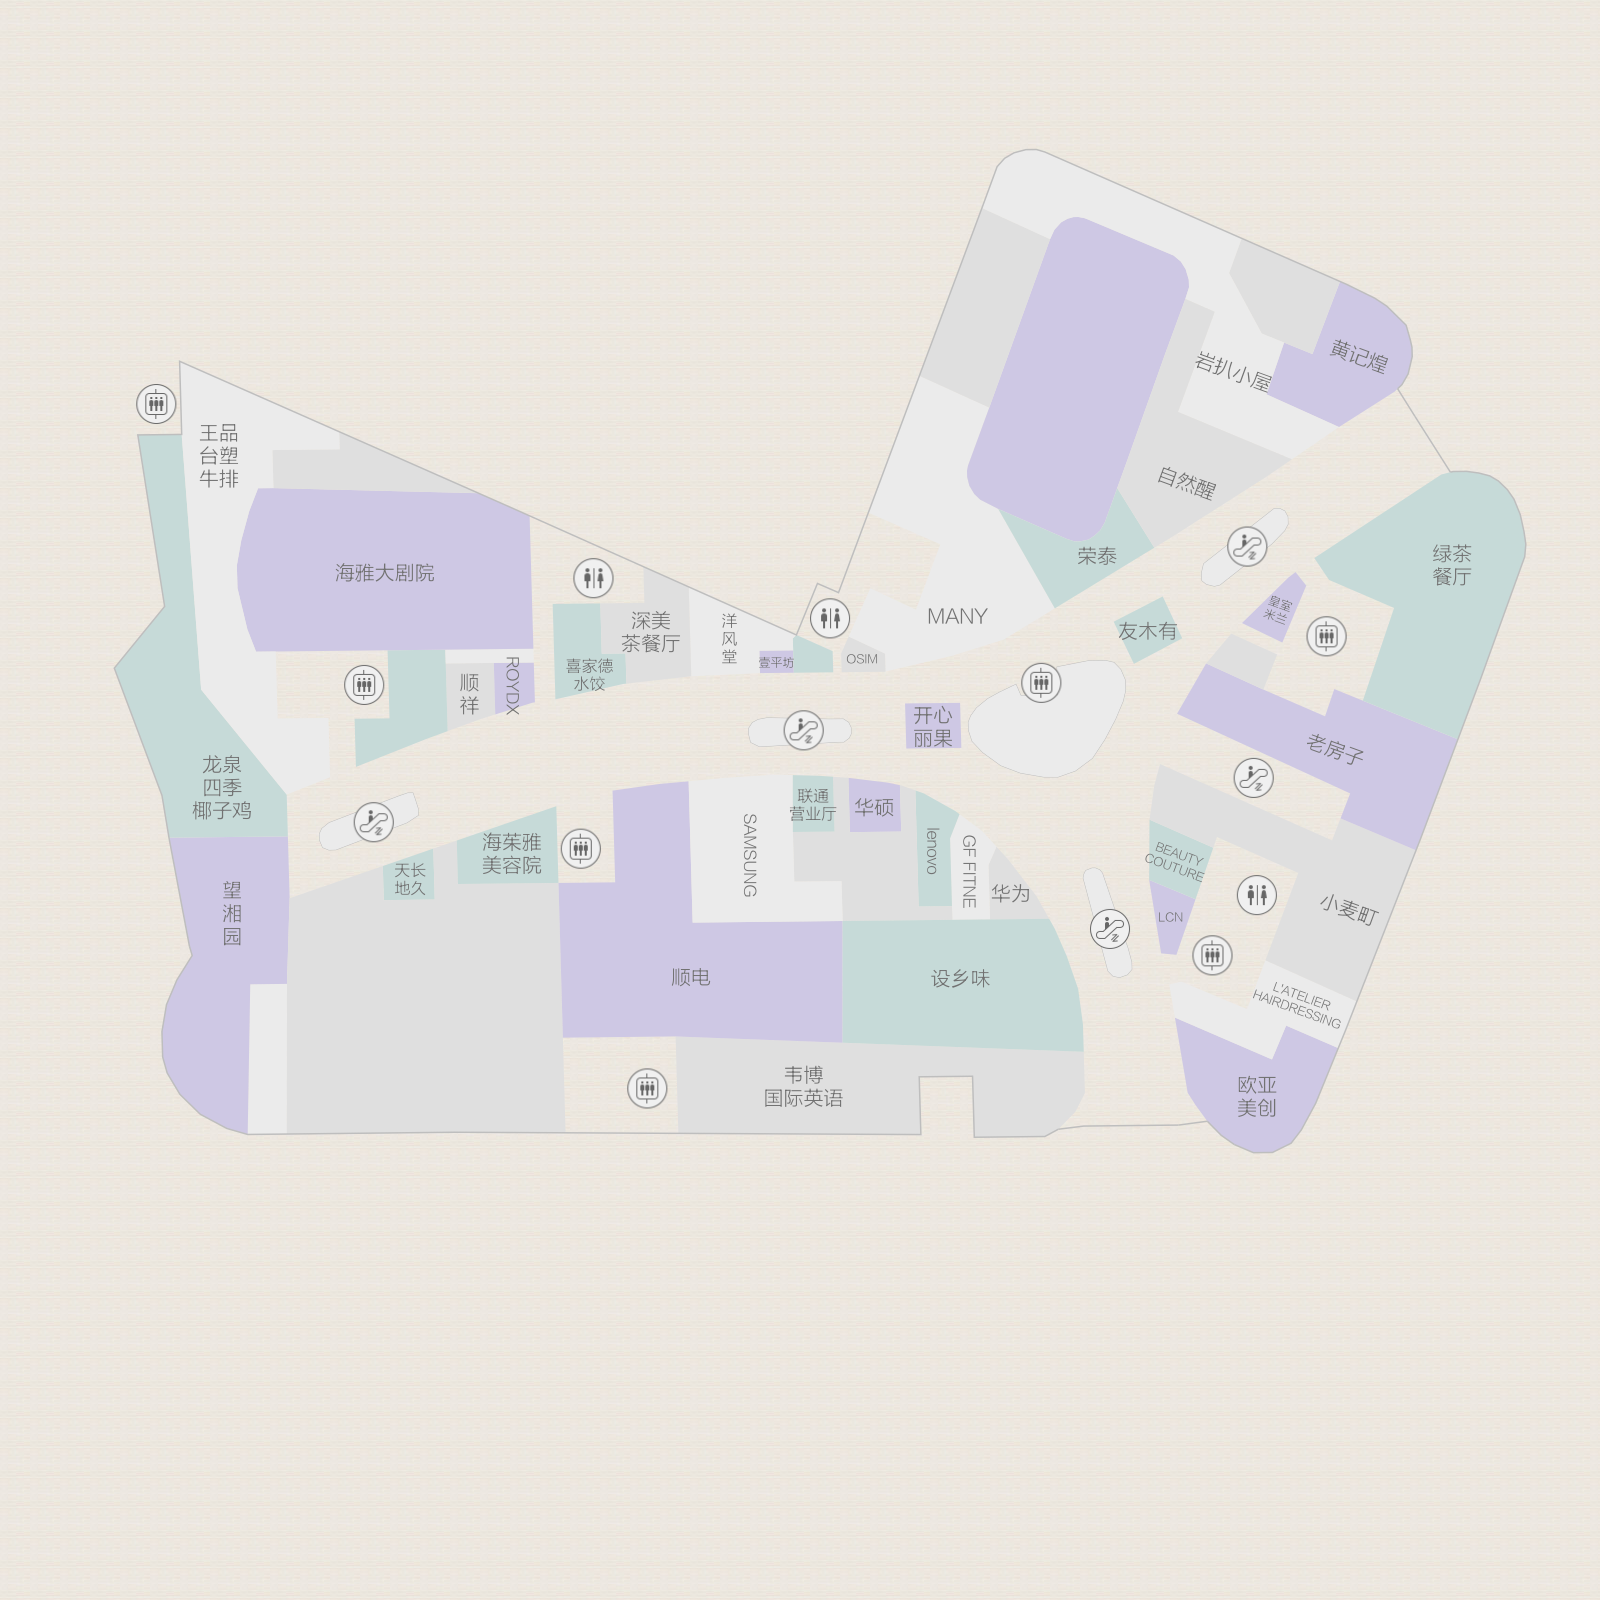 黄记煌
岩扒小屋
王品
台塑
牛排
自然醒
绿茶
餐厅
荣泰
海雅大剧院
皇室
米兰
MANY
深美
茶餐厅
洋
风
堂
友木有
壹平坊
OSIM
喜家德
水饺
ROYDX
顺
祥
开心
丽果
老房子
龙泉
四季
椰子鸡
联通
营业厅
华硕
SAMSUNG
lenovo
GF FITNE
海茱雅
美容院
BEAUTY
COUTURE
天长
地久
华为
望
湘
园
LCN
小麦町
顺电
设乡味
L'ATELIER
HAIRDRESSING
韦博
国际英语
欧亚
美创